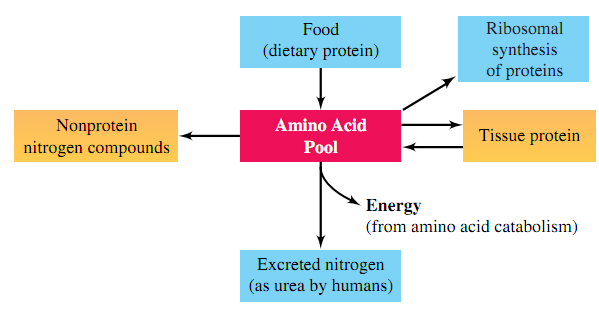 Food
(dietary protein)
Ribosomal
synthesis
of proteins
Nonprotein
nitrogen compounds
Amino Acid
Pool
Tissue protein
Energy
(from amino acid catabolism)
Excreted nitrogen
(as urea by humans)